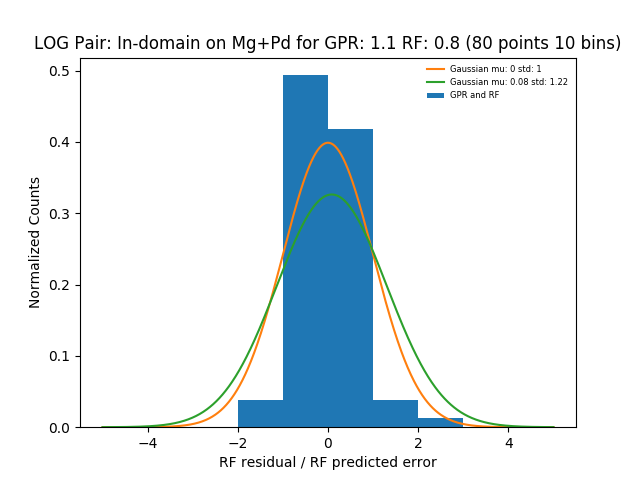 LOG Pair: In-domain on Mg+Pd for GPR: 1.1 RF: 0.8 (80 points 10 bins)
Gaussian mu: 0 std: 1
Gaussian mu: 0.08 std: 1.22
GPR and RF
Normalized Counts
0.5
0.4
0.3
0.2
0.1
0.0
−4 −2 0 2 4
RF residual / RF predicted error